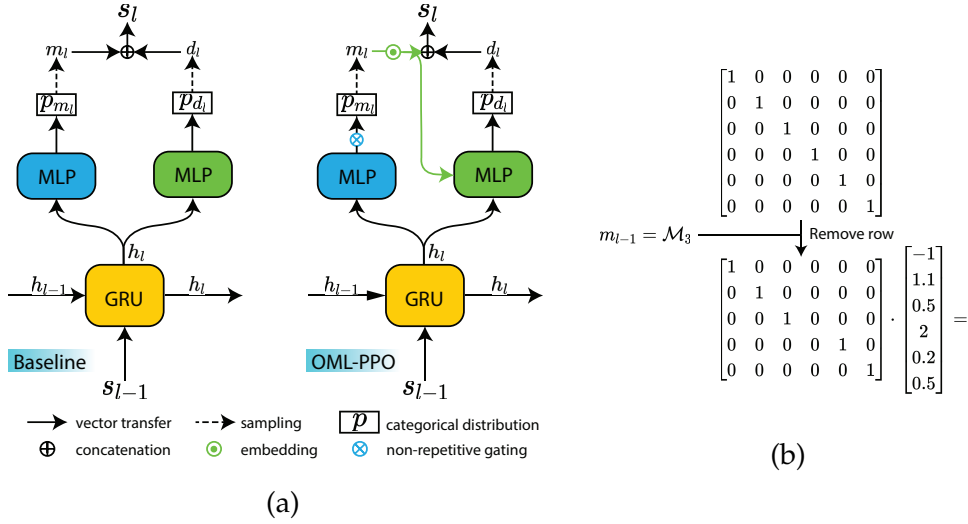 s_l
m_l
d_l
p_{m_l}
p_{d_l}
MLP
MLP
h_l
h_{l−1}
GRU
h_l
Baseline
s_{l−1}
s_l
m_l
d_l
p_{m_l}
p_{d_l}
MLP
MLP
h_l
h_{l−1}
GRU
h_l
OML-PPO
s_{l−1}
vector transfer
sampling
p categorical distribution
concatenation
embedding
non-repetitive gating
(a)
1 0 0 0 0 0
0 1 0 0 0 0
0 0 1 0 0 0
0 0 0 1 0 0
0 0 0 0 1 0
0 0 0 0 0 1
m_{l−1} = ℳ_3
Remove row
1 0 0 0 0 0
0 1 0 0 0 0
0 0 1 0 0 0
0 0 0 0 1 0
0 0 0 0 0 1
·
−1
1.1
0.5
2
0.2
0.5
=
(b)